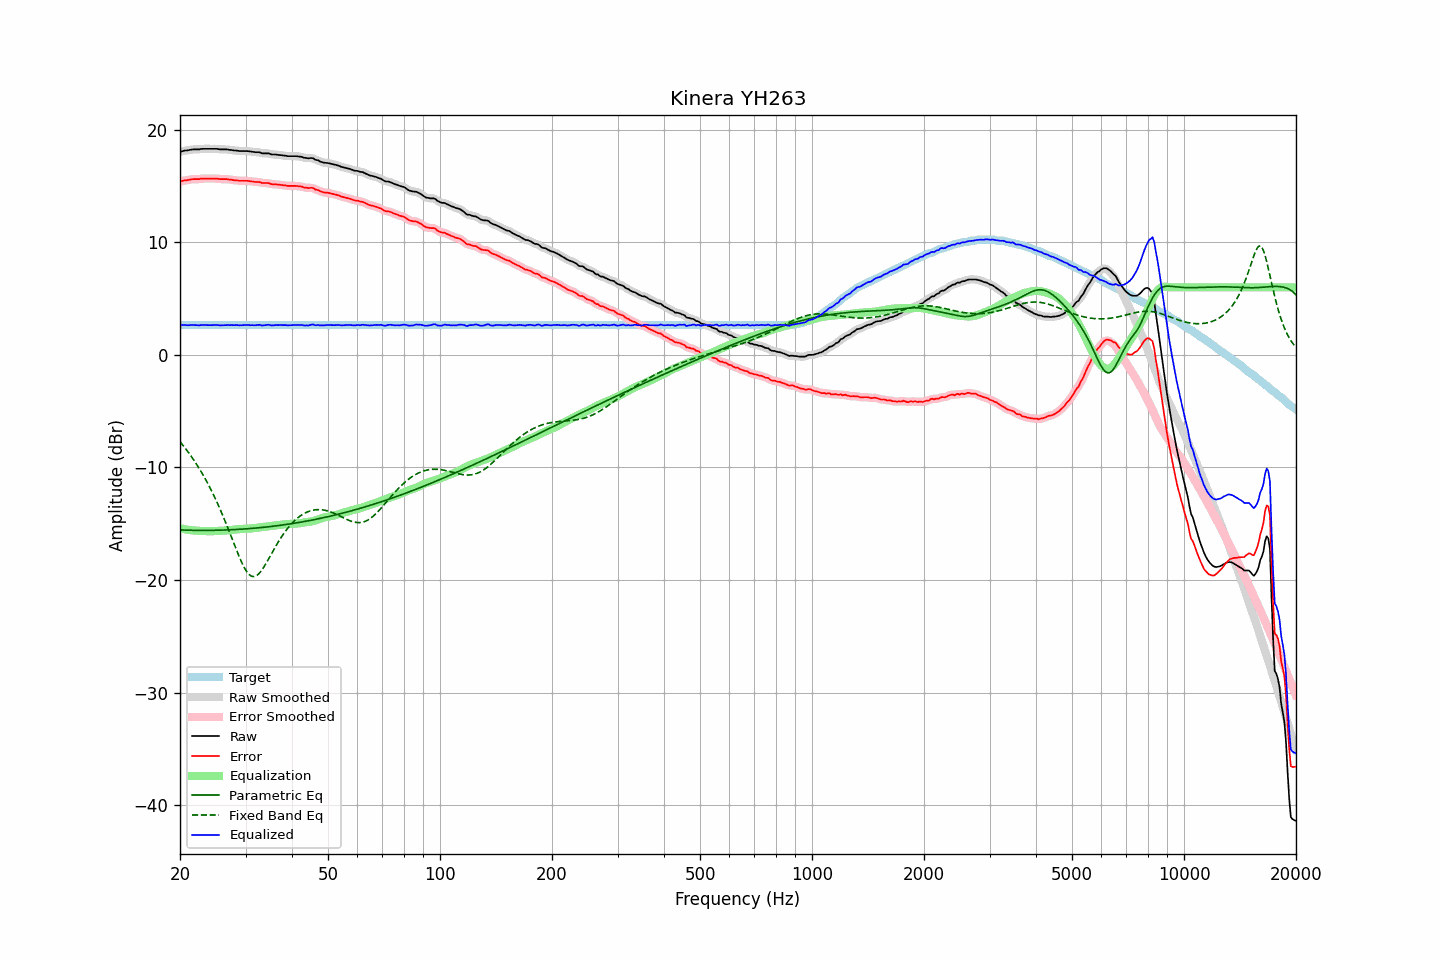 Kinera YH263
20
10
0
−10
−20
−30
−40
Amplitude (dBr)
Target
Raw Smoothed
Error Smoothed
Raw
Error
Equalization
Parametric Eq
Fixed Band Eq
Equalized
20 50 100 200 500 1000 2000 5000 10000 20000
Frequency (Hz)